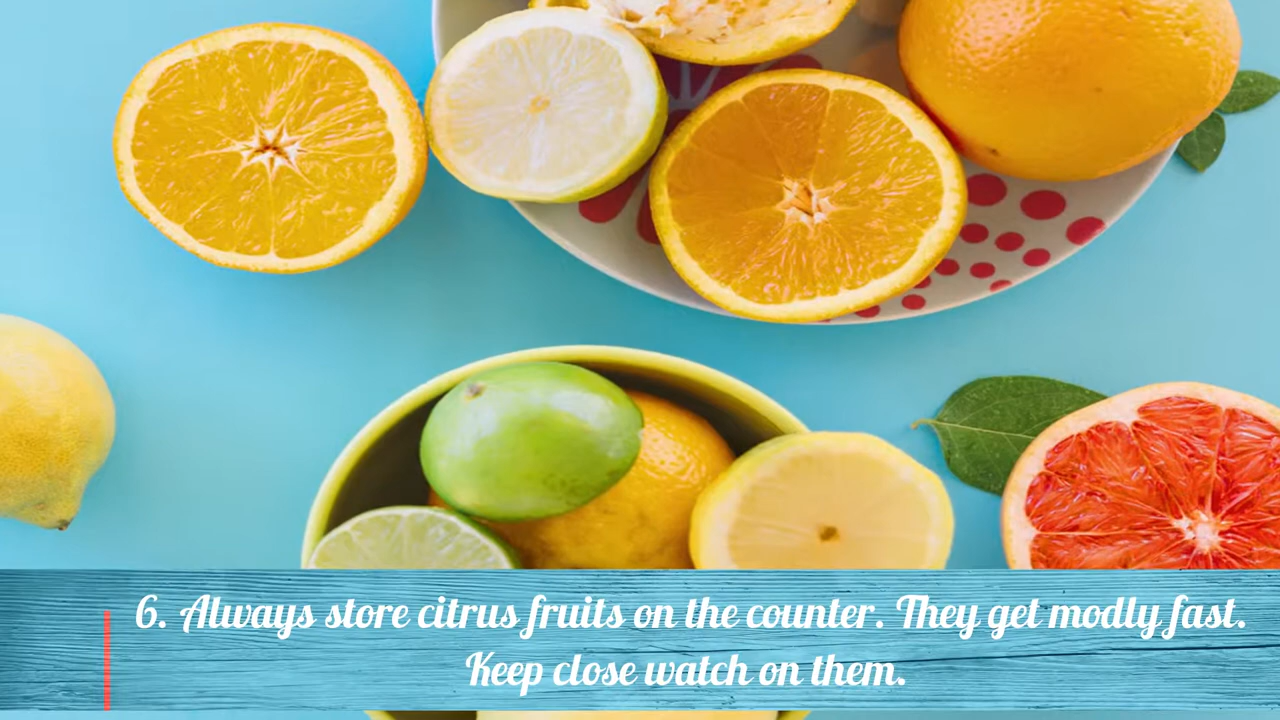 6. Always store citrus fruits on the counter. They get modly fast.
Keep close watch on them.